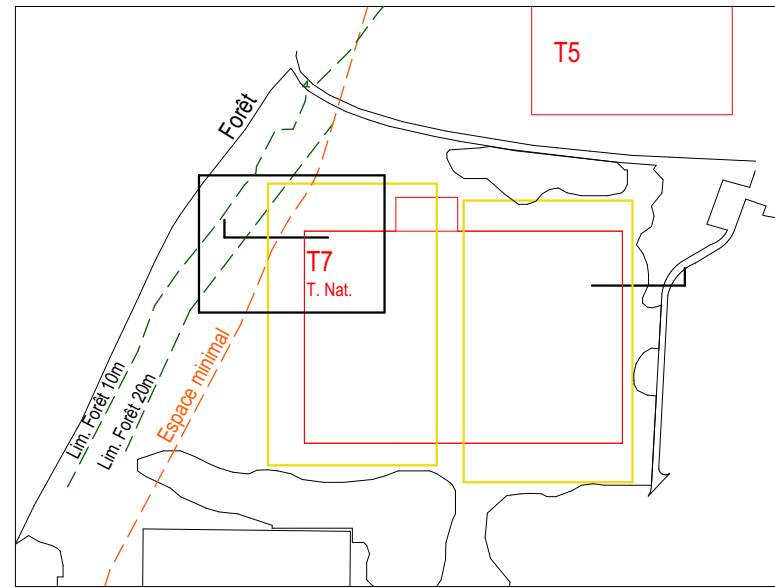 T5
Forêt
T7
T. Nat.
Lim. Forêt 10m
Lim. Forêt 20m
Espace minimal